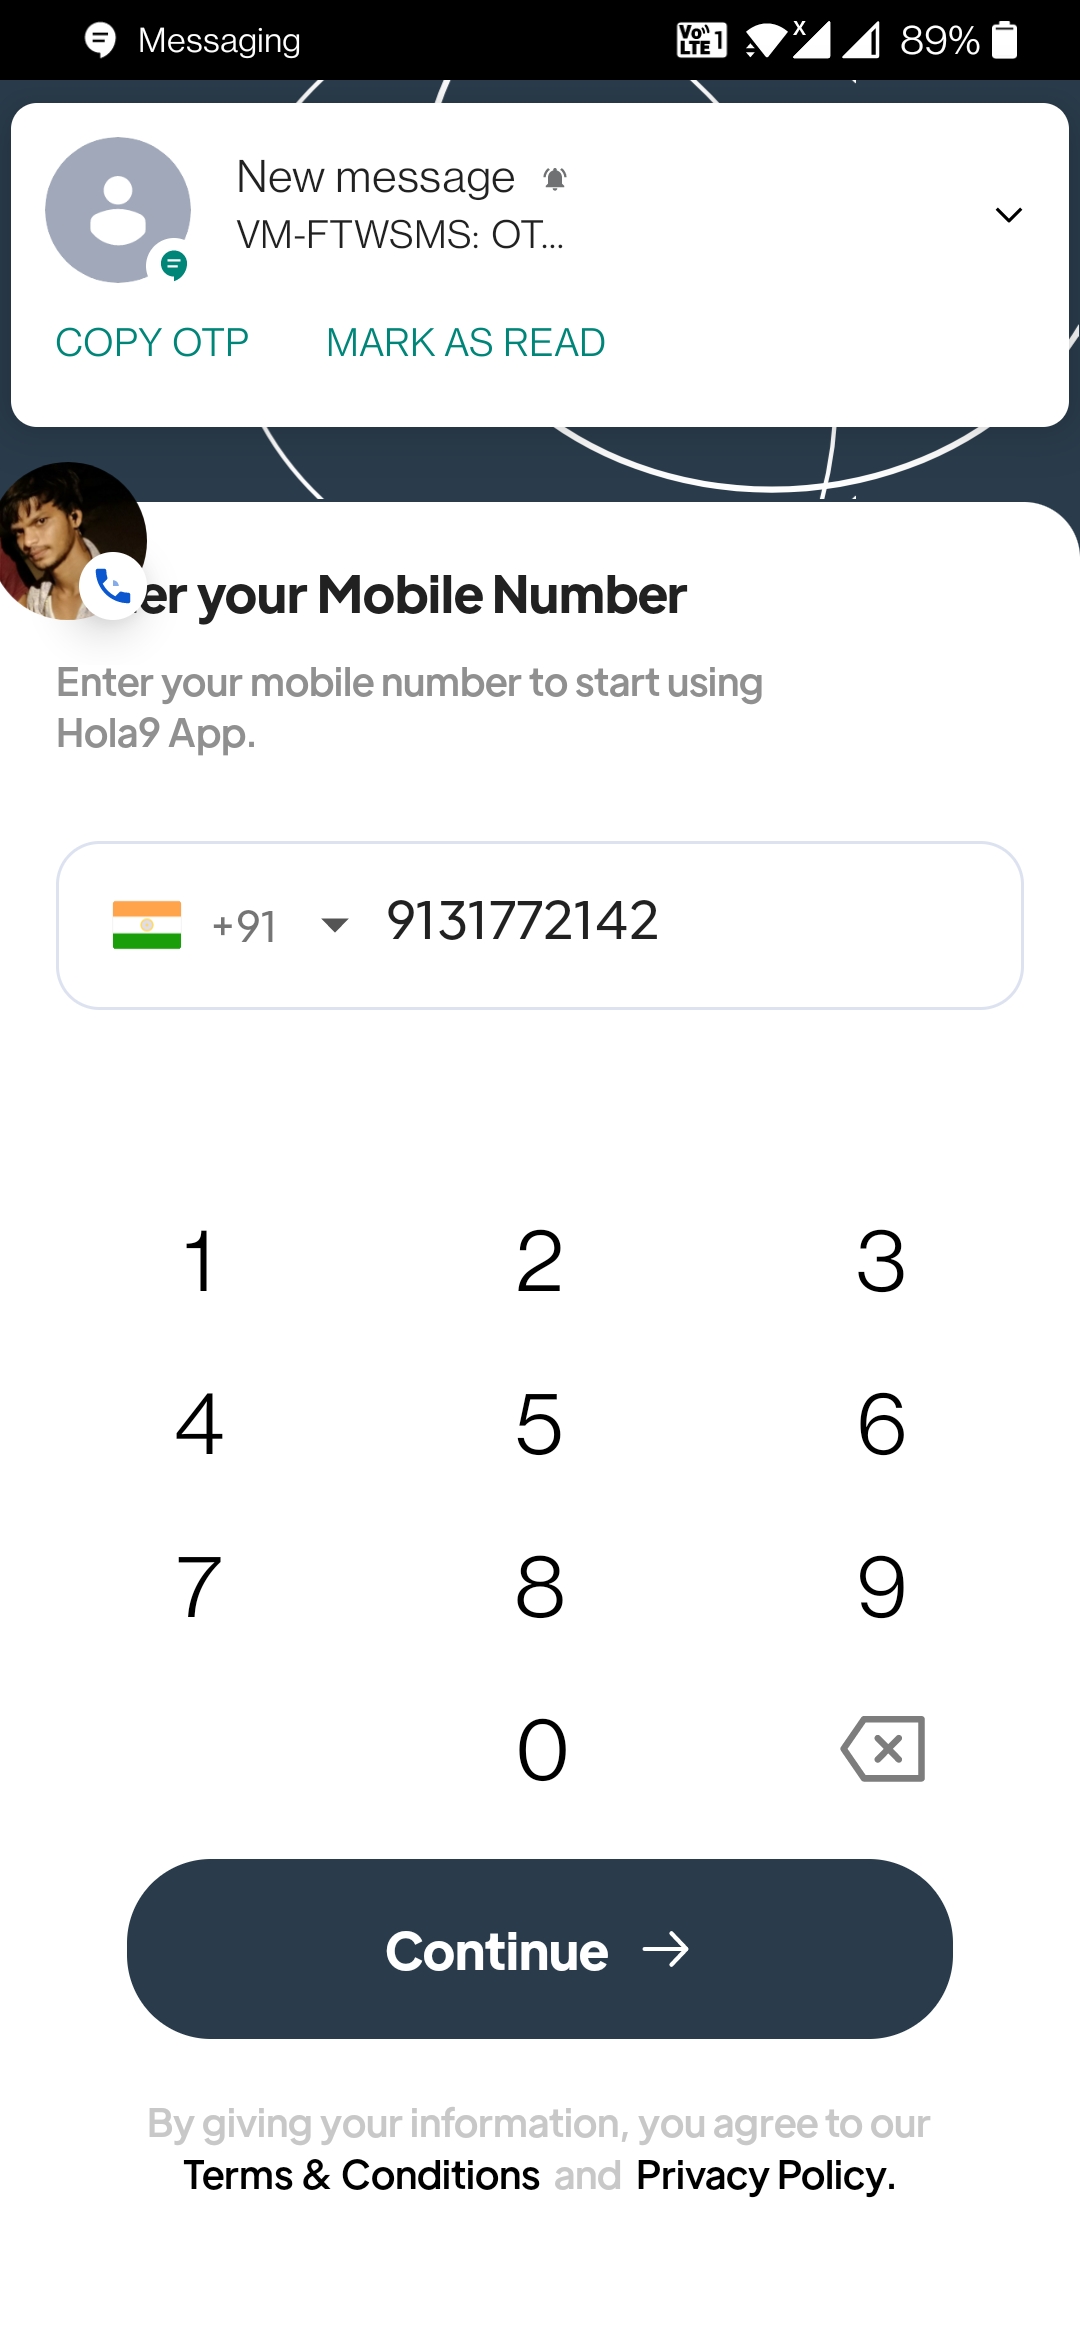 Messaging
Vo)) LTE 1
X
89%
New message
VM-FTWSMS: OT...
COPY OTP MARK AS READ
er your Mobile Number
Enter your mobile number to start using
Hola9 App.
+91 9131772142
1 2 3
4 5 6
7 8 9
0
Continue →
By giving your information, you agree to our
Terms & Conditions and Privacy Policy.